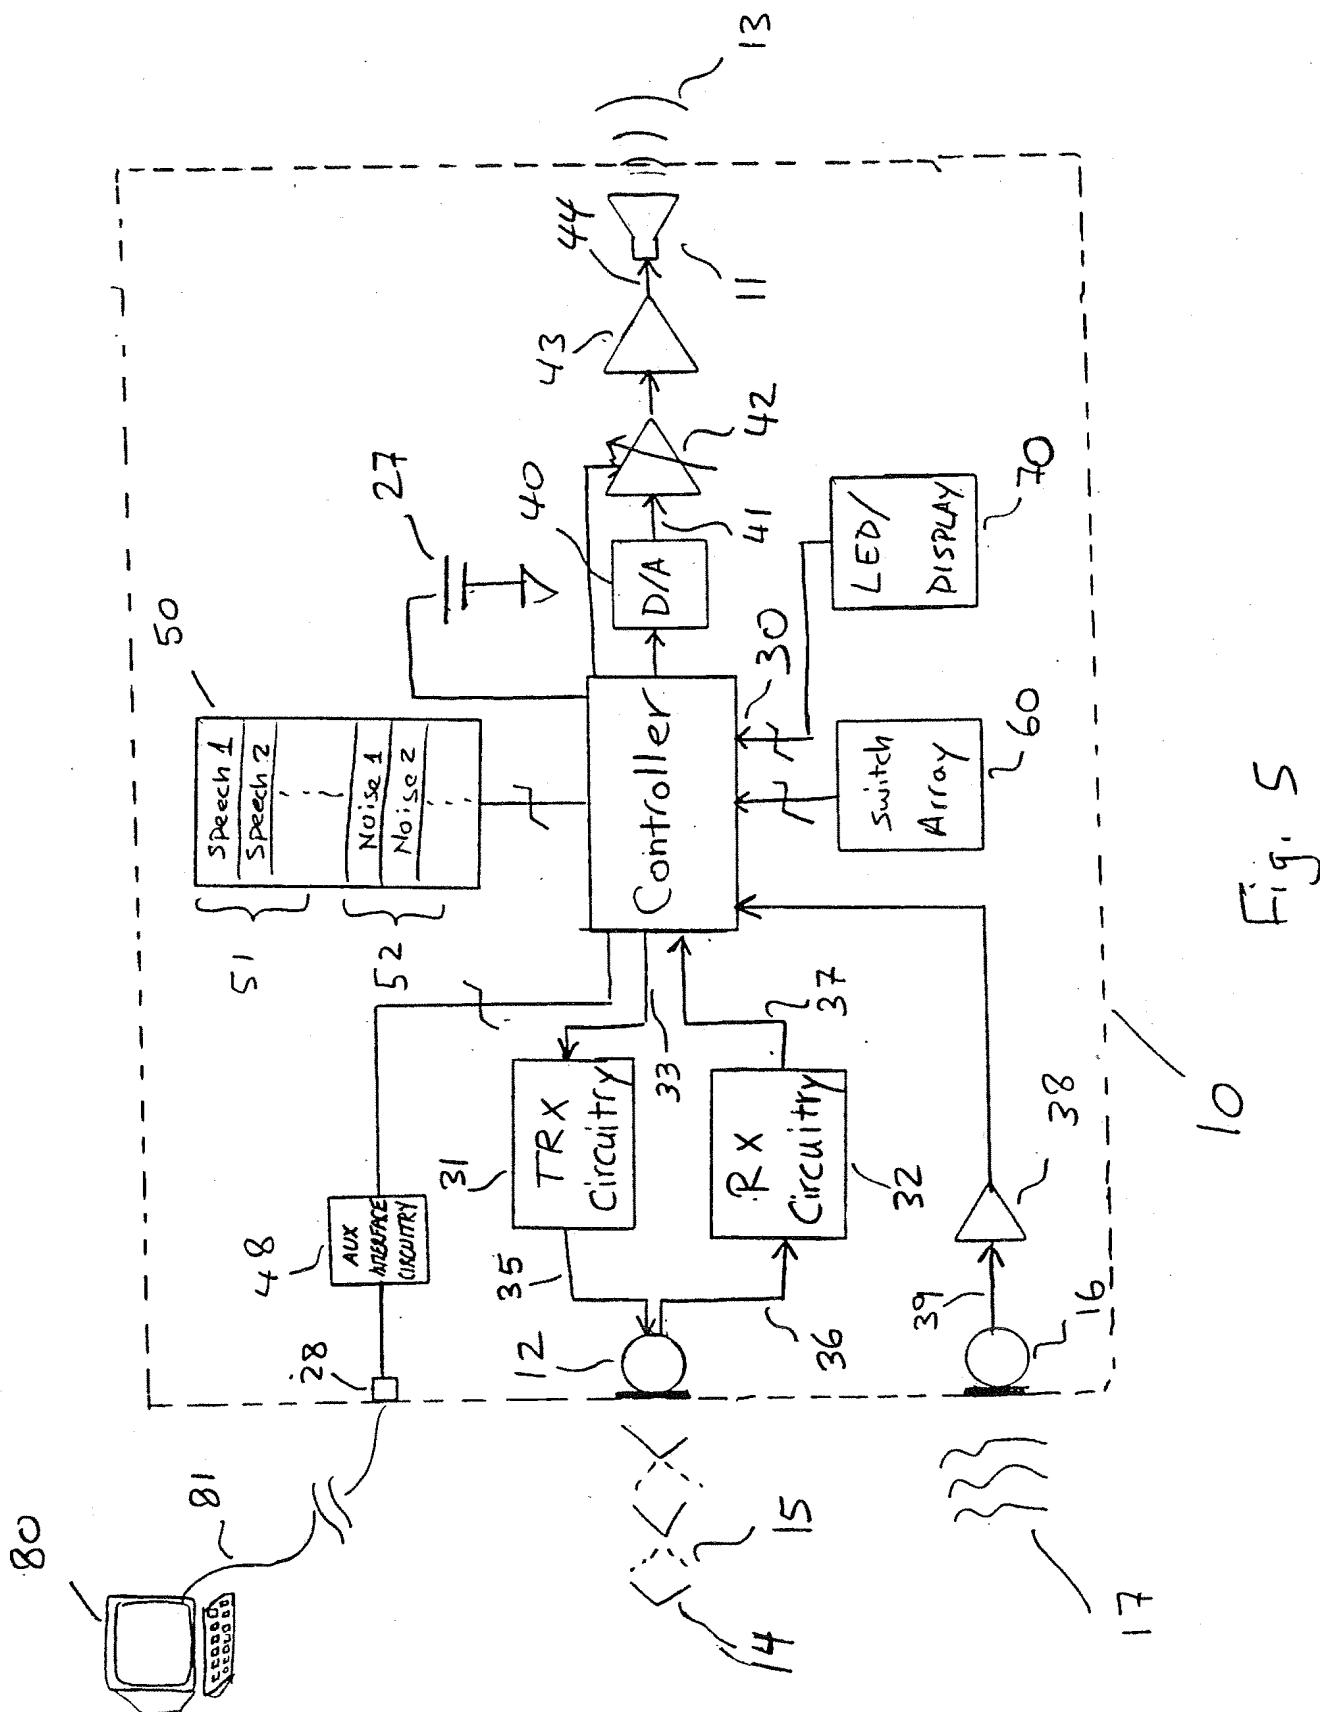 80
81
28
48
AUX
INTERFACE
CIRCUITRY
51
52
50
Speech 1
Speech 2
Noise 1
Noise 2
27
14
15
12
35
36
31
TRX
Circuitry
33
RX
Circuitry
32
37
Controller
30
40
D/A
41
42
43
44
11
13
17
16
39
38
Switch
Array
60
LED/
DISPLAY
70
10
Fig. 5